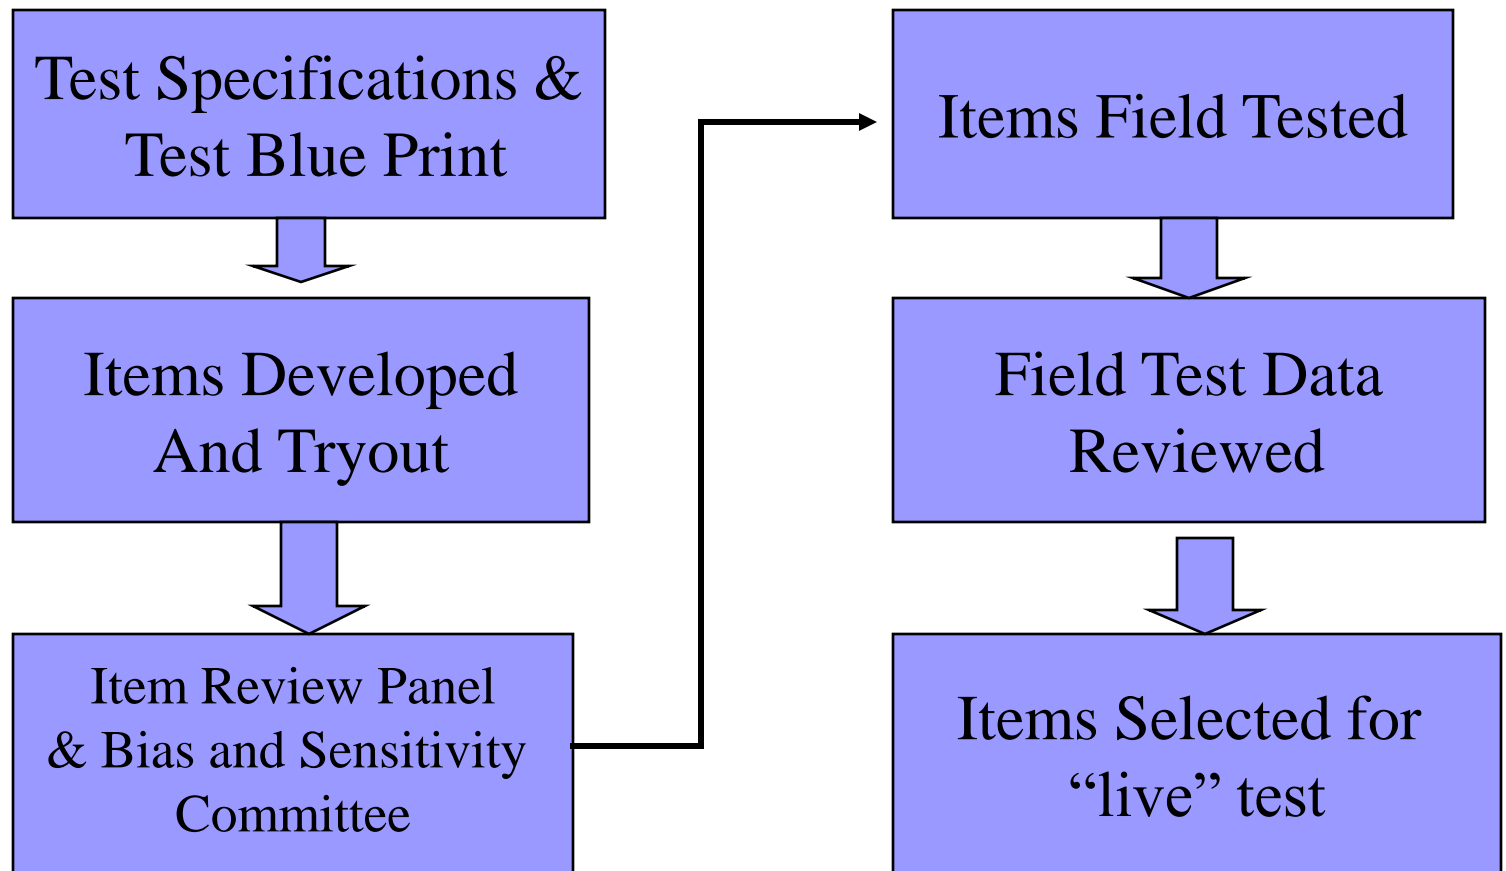 Test Specifications &
Test Blue Print
Items Developed
And Tryout
Item Review Panel
& Bias and Sensitivity
Committee
Items Field Tested
Field Test Data
Reviewed
Items Selected for
“live” test